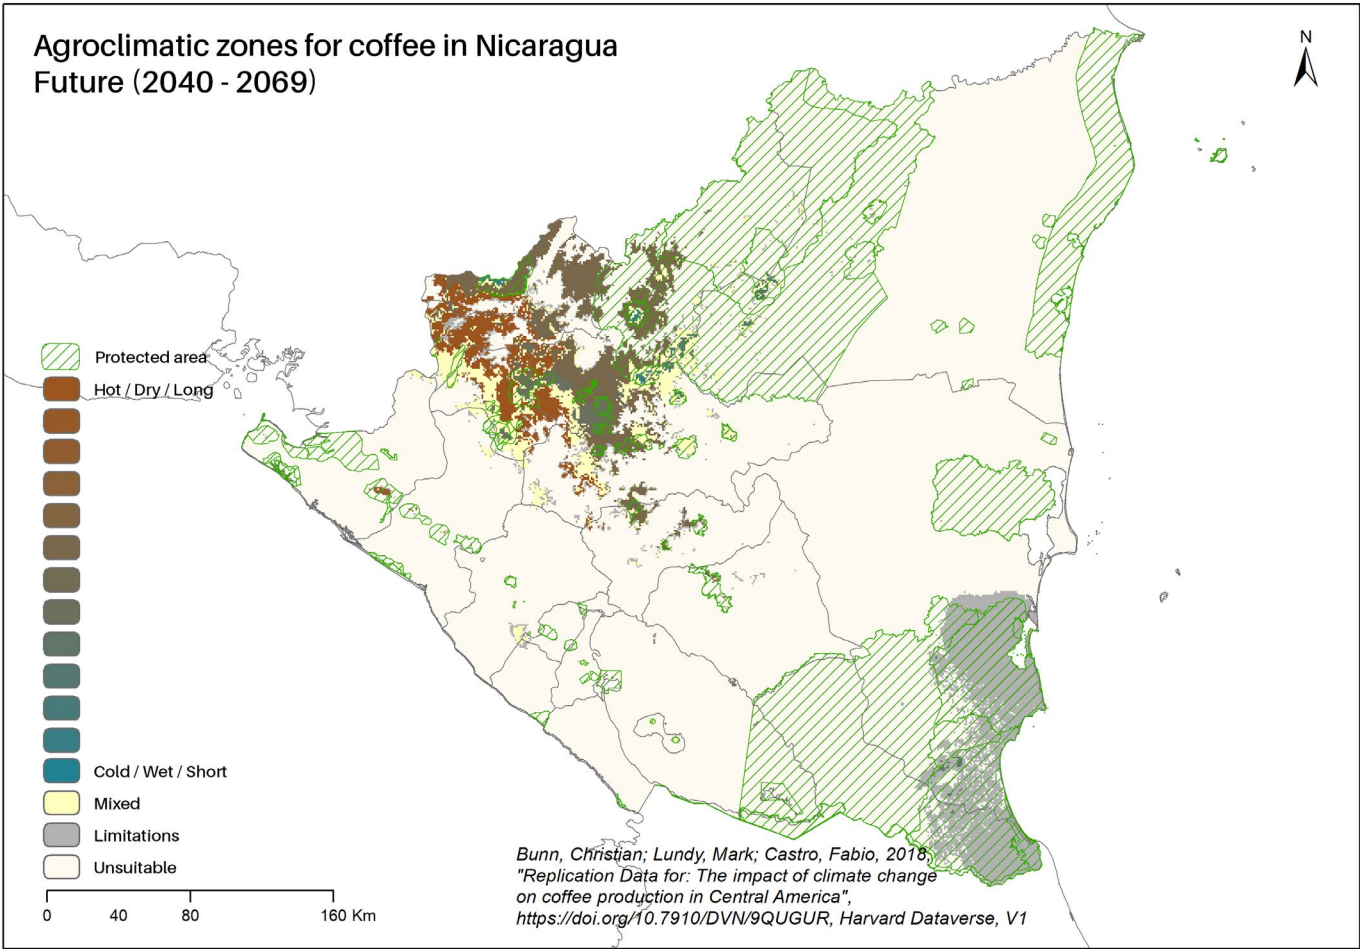 Agroclimatic zones for coffee in Nicaragua
Future (2040 - 2069)
N
Protected area
Hot / Dry / Long
Cold / Wet / Short
Mixed
Limitations
Unsuitable
0 40 80 160 Km
Bunn, Christian; Lundy, Mark; Castro, Fabio, 2018,
"Replication Data for: The impact of climate change
on coffee production in Central America",
https://doi.org/10.7910/DVN/9QUGUR, Harvard Dataverse, V1